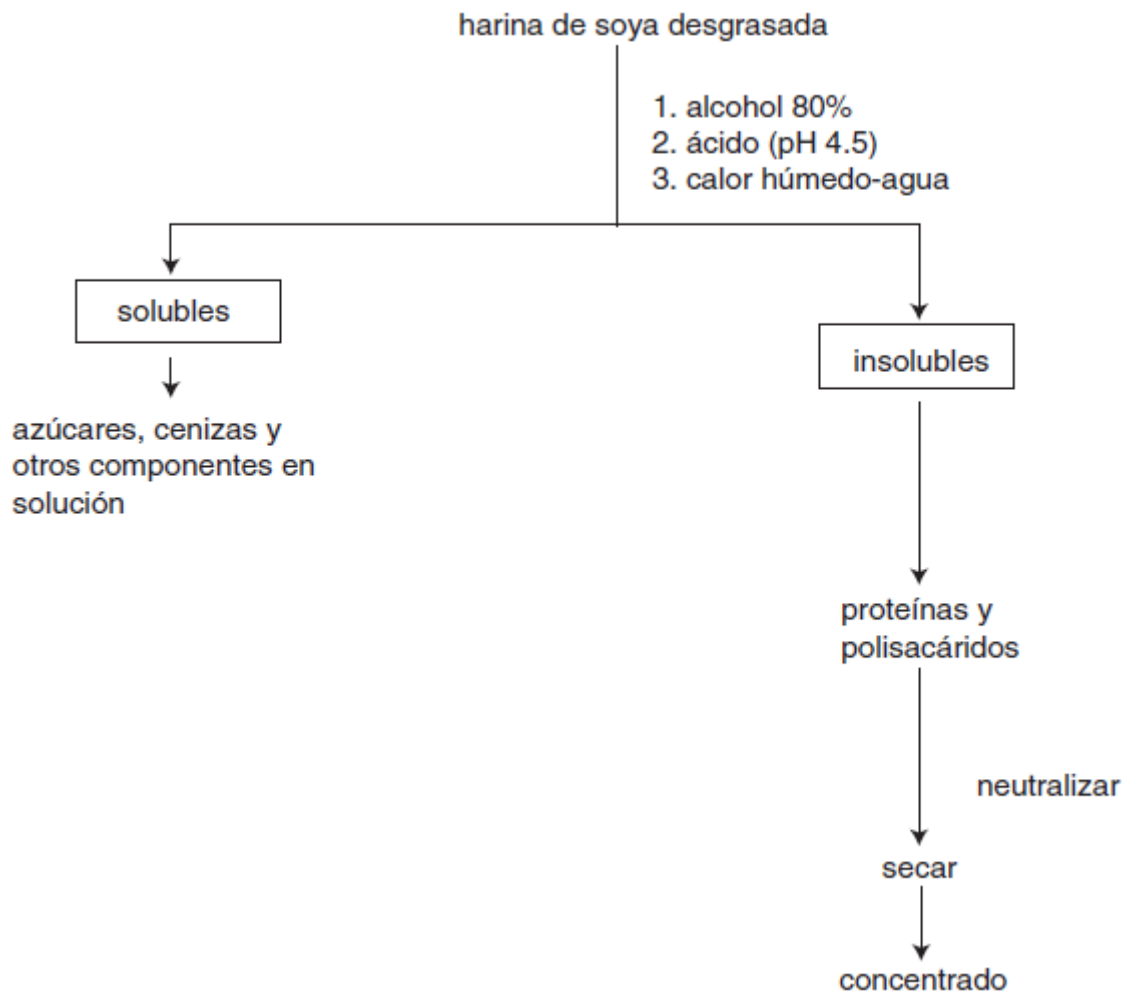 harina de soya desgrasada
1. alcohol 80%
2. ácido (pH 4.5)
3. calor húmedo-agua
solubles
insolubles
azúcares, cenizas y
otros componentes en
solución
proteínas y
polisacáridos
neutralizar
secar
concentrado